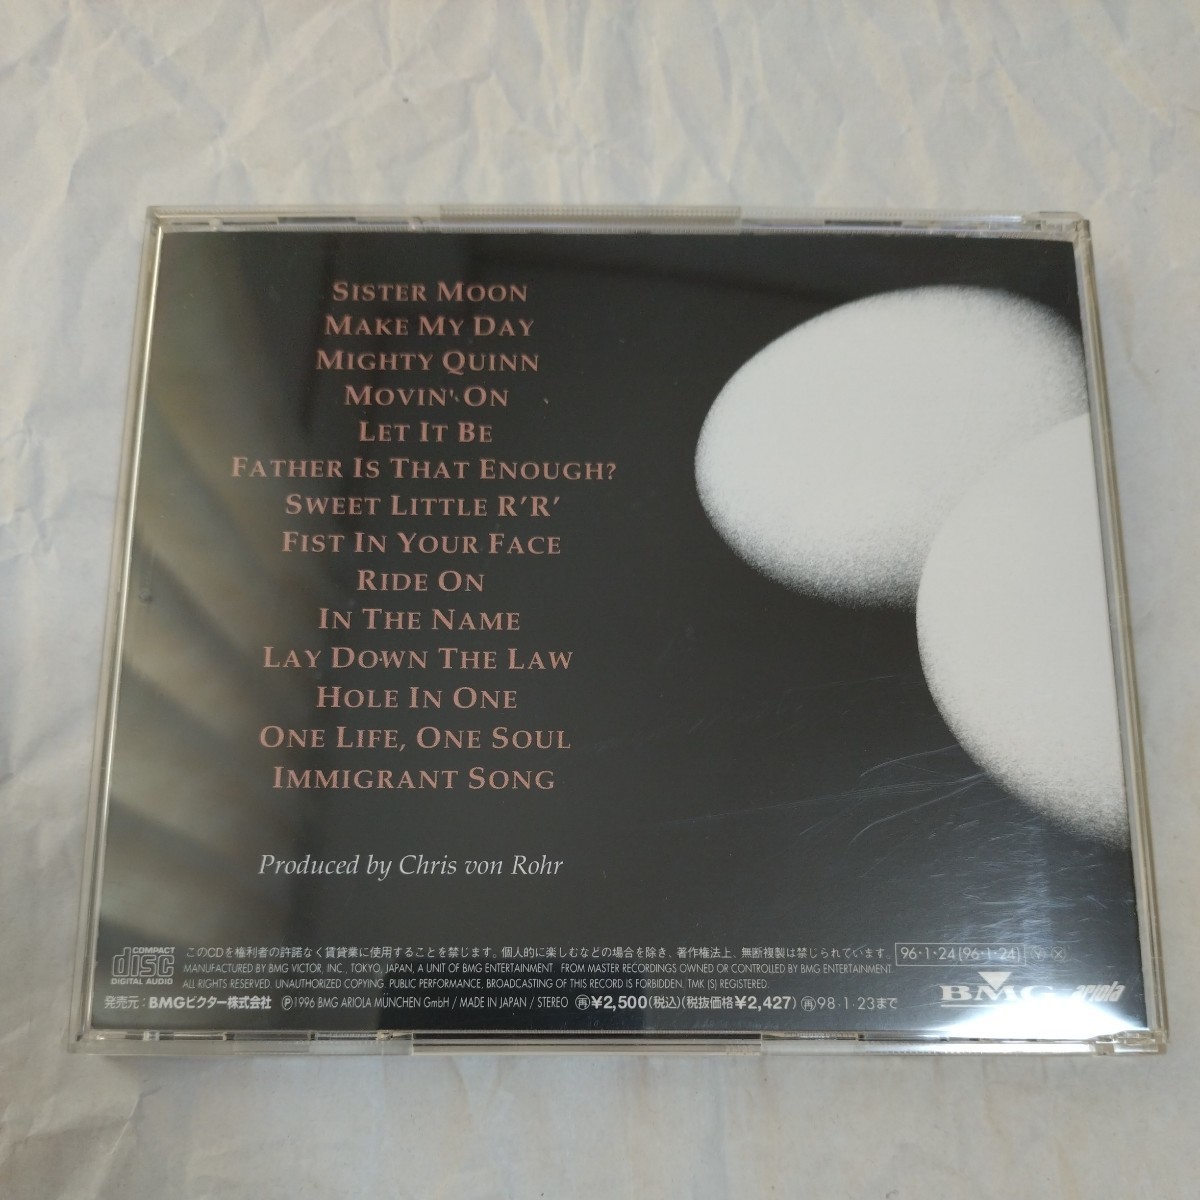 SISTER MOON
MAKE MY DAY
MIGHTY QUINN
MOVIN' ON
LET IT BE
FATHER IS THAT ENOUGH?
SWEET LITTLE R'R'
FIST IN YOUR FACE
RIDE ON
IN THE NAME
LAY DOWN THE LAW
HOLE IN ONE
ONE LIFE, ONE SOUL
IMMIGRANT SONG
Produced by Chris von Rohr
COMPACT disc DIGITAL AUDIO
このCDを権利者の許諾なく賃貸業に使用することを禁じます。個人的に楽しむなどの場合を除き、著作権法上、無断複製は禁じられています。 96・1・24 (96・1・24) Y X
MANUFACTURED BY BMG VICTOR, INC., TOKYO, JAPAN, A UNIT OF BMG ENTERTAINMENT FROM MASTER RECORDINGS OWNED OR CONTROLLED BY BMG ENTERTAINMENT
ALL RIGHTS RESERVED. UNAUTHORIZED COPYING, PUBLIC PERFORMANCE, BROADCASTING OF THIS RECORD IS FORBIDDEN. TMK (S) REGISTERED
発売元：BMGビクター株式会社 ℗ 1996 BMG ARIOLA MÜNCHEN GmbH / MADE IN JAPAN / STEREO 再¥2,500(税込)(税抜価格¥2,427) 再98・1・23まで
BMG ariola